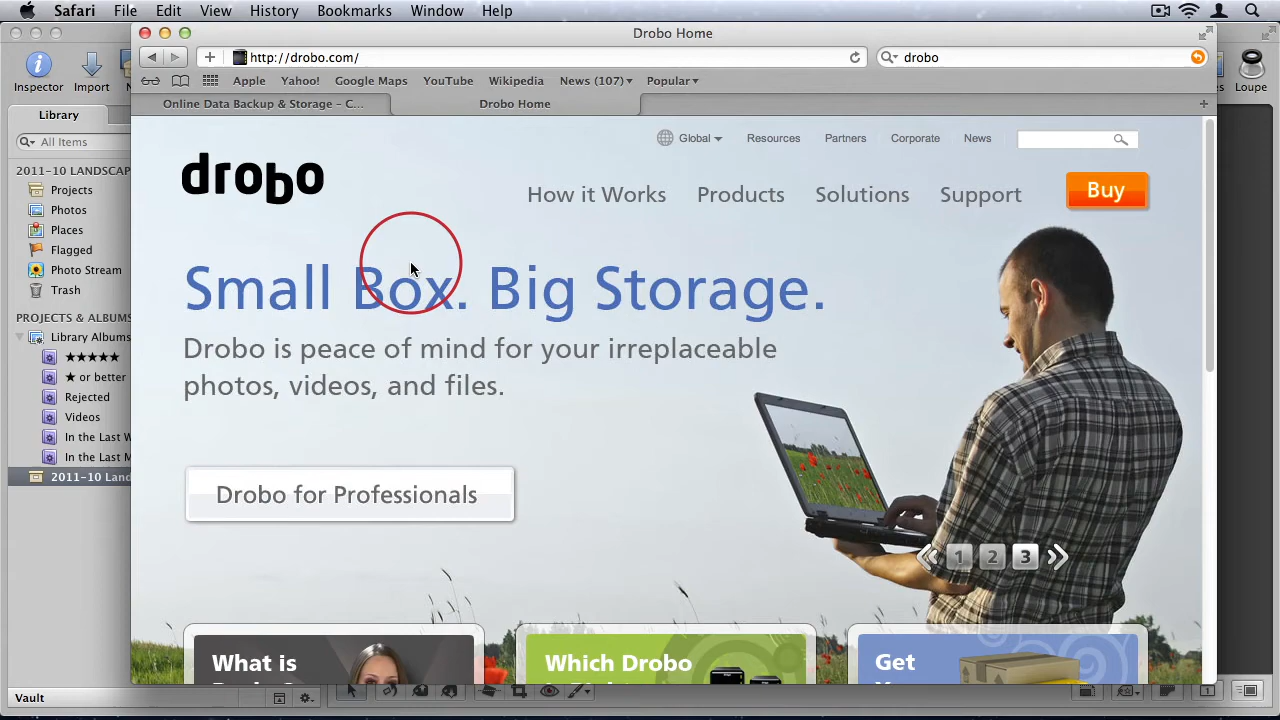 Safari File Edit View History Bookmarks Window Help
Drobo Home
http://drobo.com/
drobo
Apple Yahoo! Google Maps YouTube Wikipedia News (107) Popular
Online Data Backup & Storage – C...
Drobo Home
Inspector Import
Loupe
Library
All Items
2011-10 LANDSCAP
Projects
Photos
Places
Flagged
Photo Stream
Trash
PROJECTS & ALBUMS
Library Albums
★★★★★
★ or better
Rejected
Videos
In the Last W
In the Last M
2011-10 Land
Vault
Global Resources Partners Corporate News
drobo
How it Works Products Solutions Support Buy
Small Box. Big Storage.
Drobo is peace of mind for your irreplaceable
photos, videos, and files.
Drobo for Professionals
1 2 3
What is
Which Drobo
Get
1